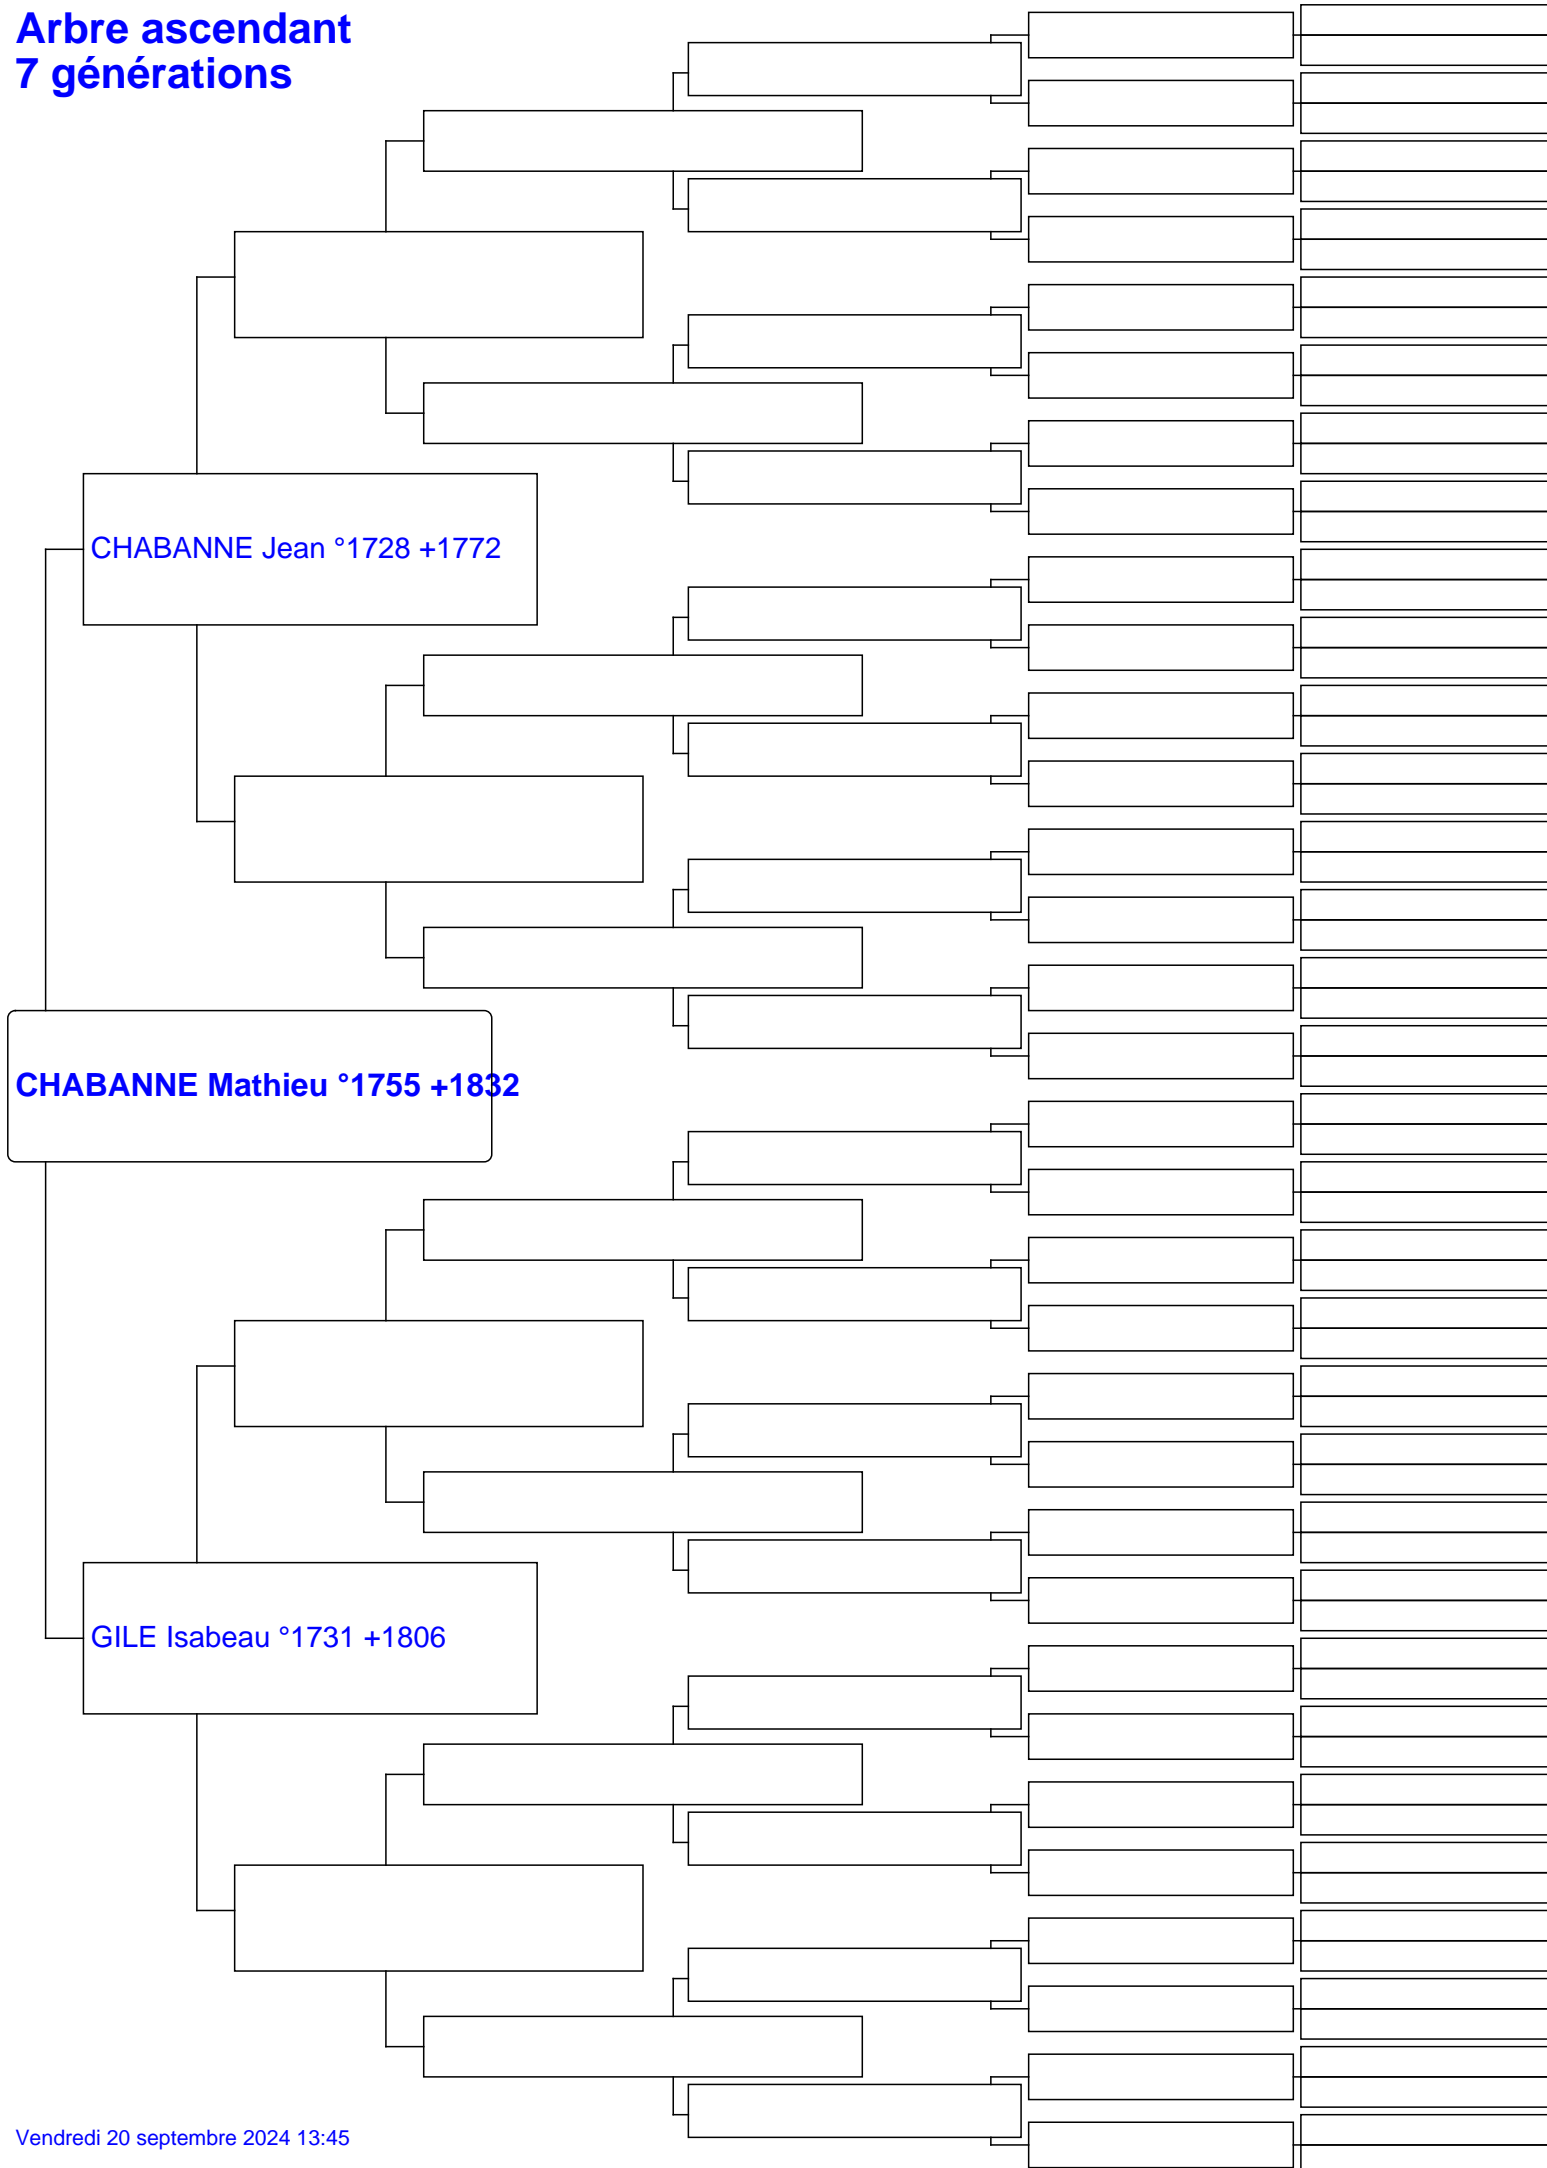 Arbre ascendant
7 générations
CHABANNE Jean °1728 +1772
CHABANNE Mathieu °1755 +1832
GILE Isabeau °1731 +1806
Vendredi 20 septembre 2024 13:45